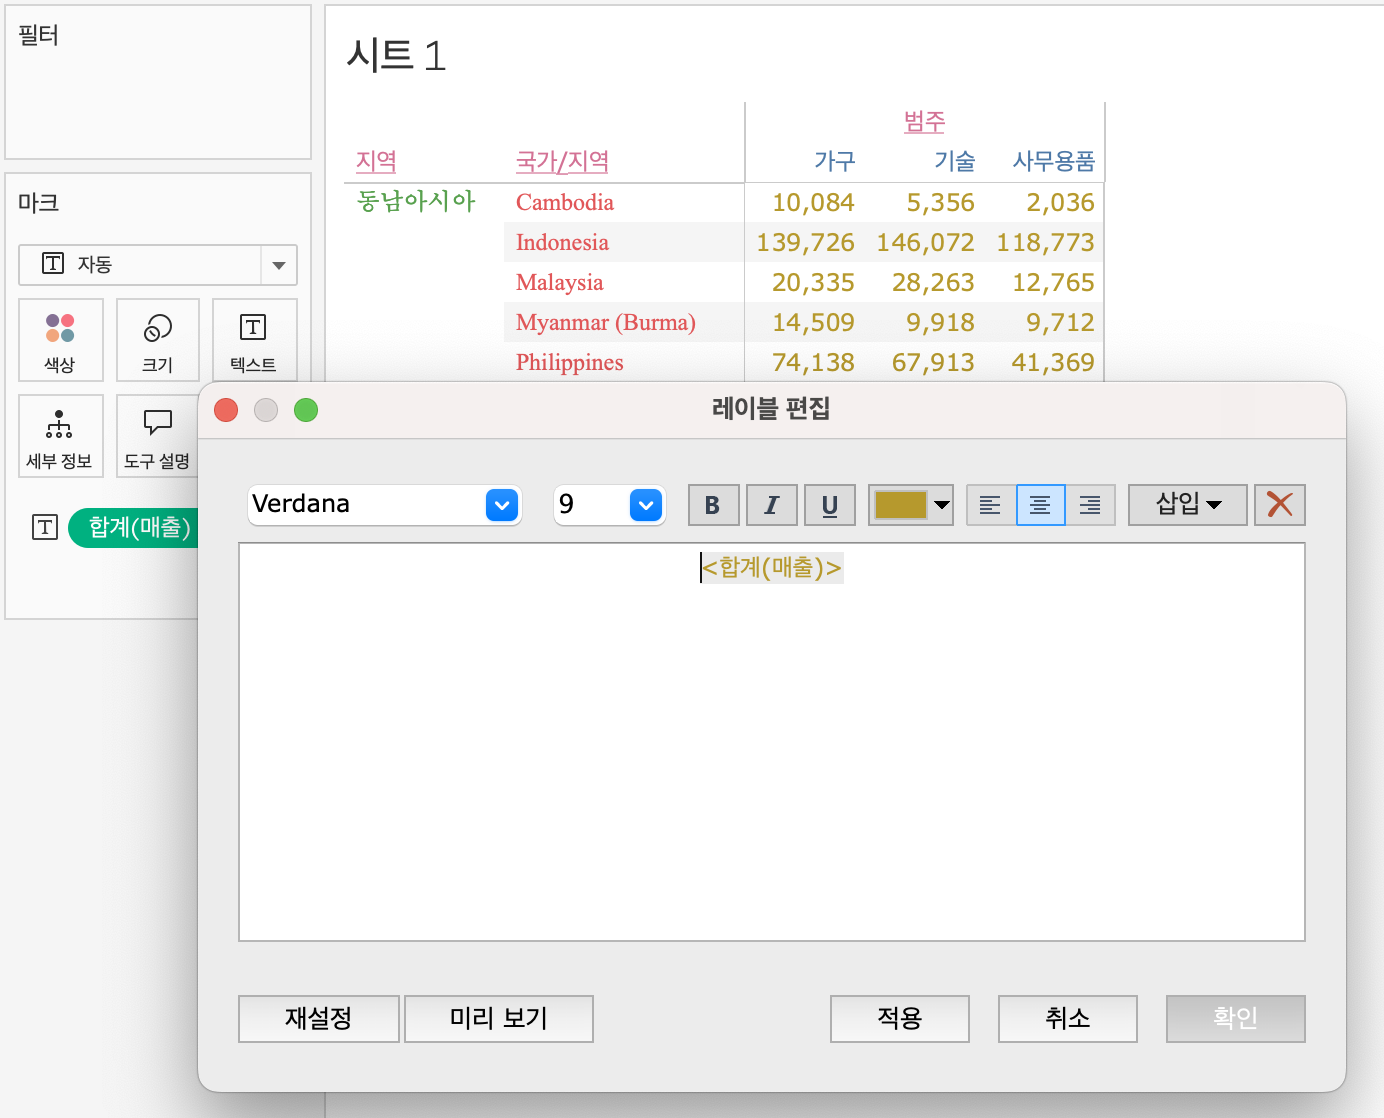 필터
마크
자동
색상
크기
텍스트
세부 정보
도구 설명
합계(매출)
시트 1
범주
지역 국가/지역 가구 기술 사무용품
동남아시아 Cambodia 10,084 5,356 2,036
Indonesia 139,726 146,072 118,773
Malaysia 20,335 28,263 12,765
Myanmar (Burma) 14,509 9,918 9,712
Philippines 74,138 67,913 41,369
레이블 편집
Verdana 9 B I U 삽입
<합계(매출)>
재설정 미리 보기 적용 취소 확인